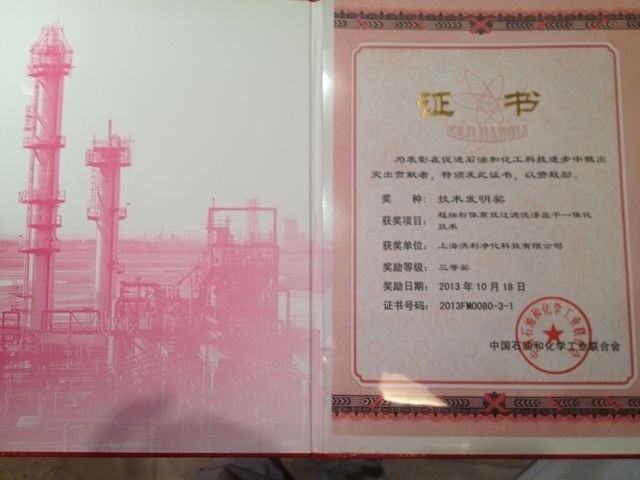 证书
KEJIJIANGLI
为表彰在促进石油和化工科技进步中做出
突出贡献者，特颁发此证书，以资鼓励。
奖 种：技术发明奖
获奖项目：超细粉体高效过滤洗涤压干一体化
技术
获奖单位：上海洪利净化科技有限公司
奖励等级：三等奖
奖励日期：2013年10月18日
证书号码：2013FM0080-3-1
中国石油和化学工业联合会